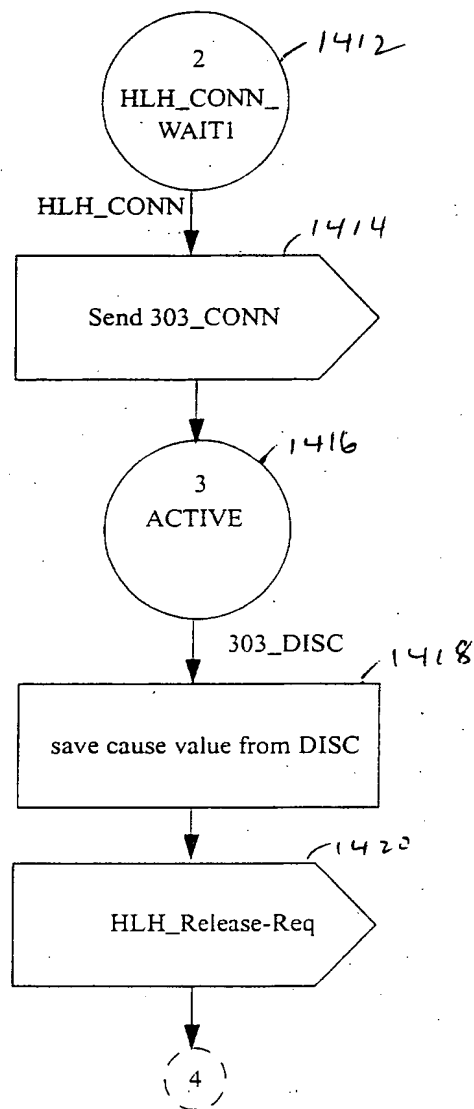 1412
2
HLH_CONN_
WAIT1
HLH_CONN
1414
Send 303_CONN
1416
3
ACTIVE
303_DISC
1418
save cause value from DISC
1420
HLH_Release-Req
4